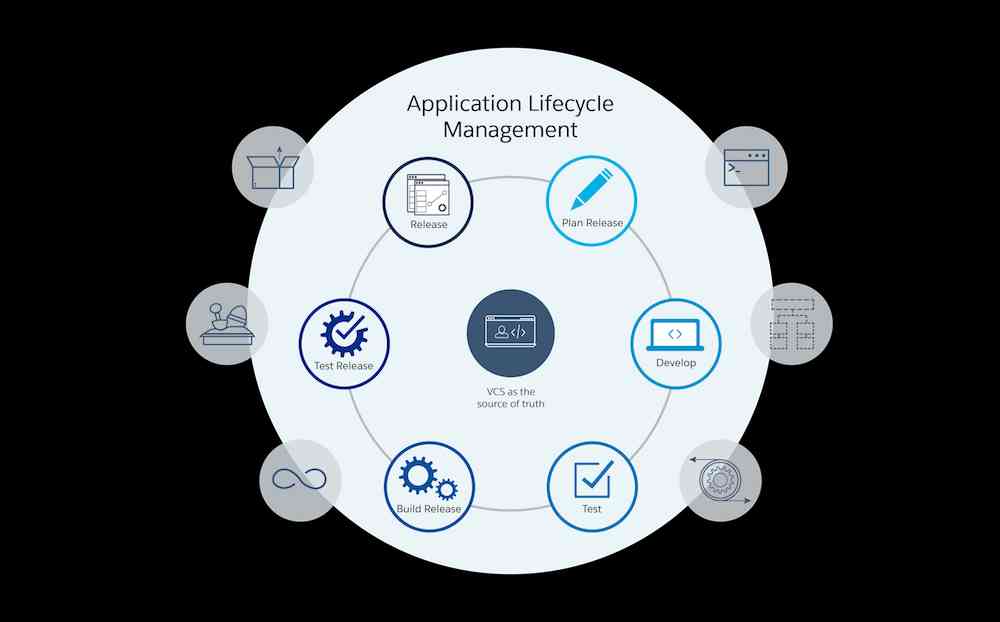 Application Lifecycle
Management
Release
Plan Release
Test Release
Develop
VCS as the
source of truth
Build Release
Test